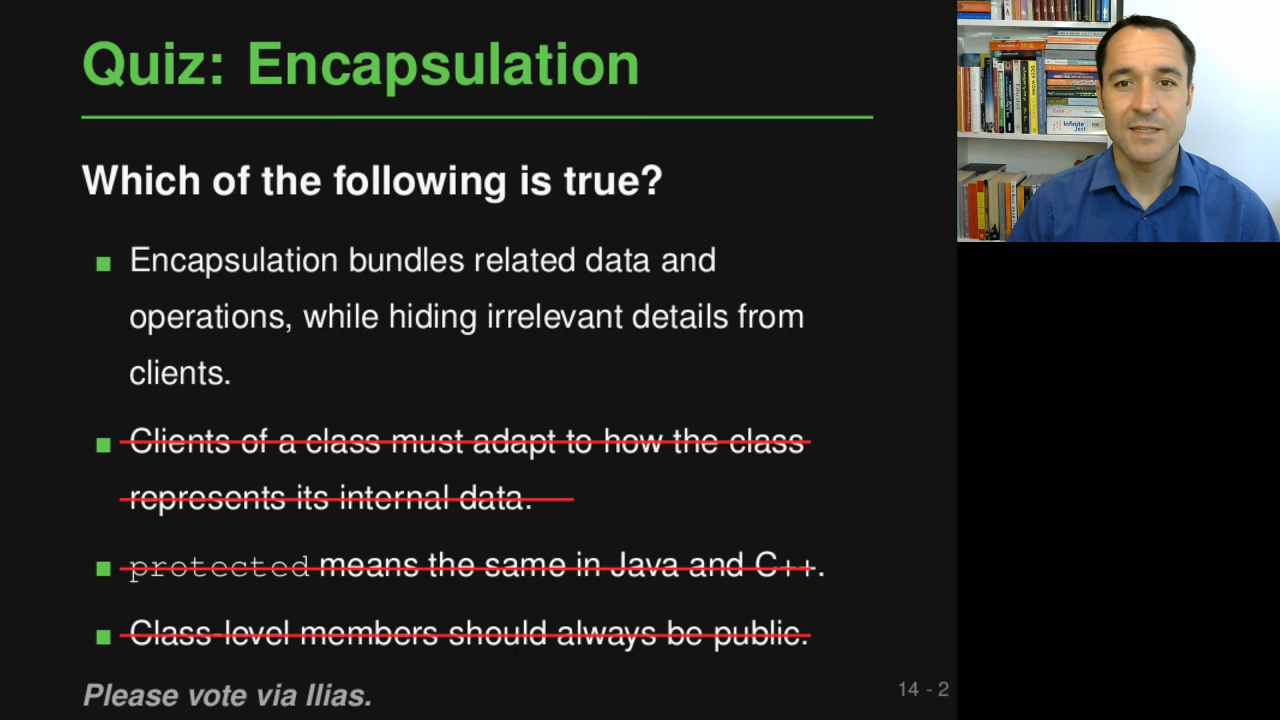 Quiz: Encapsulation
Which of the following is true?
Encapsulation bundles related data and
operations, while hiding irrelevant details from
clients.
Clients of a class must adapt to how the class
represents its internal data.
protected means the same in Java and C++.
Class-level members should always be public.
Please vote via Ilias.
14 - 2
Infinite
Jest